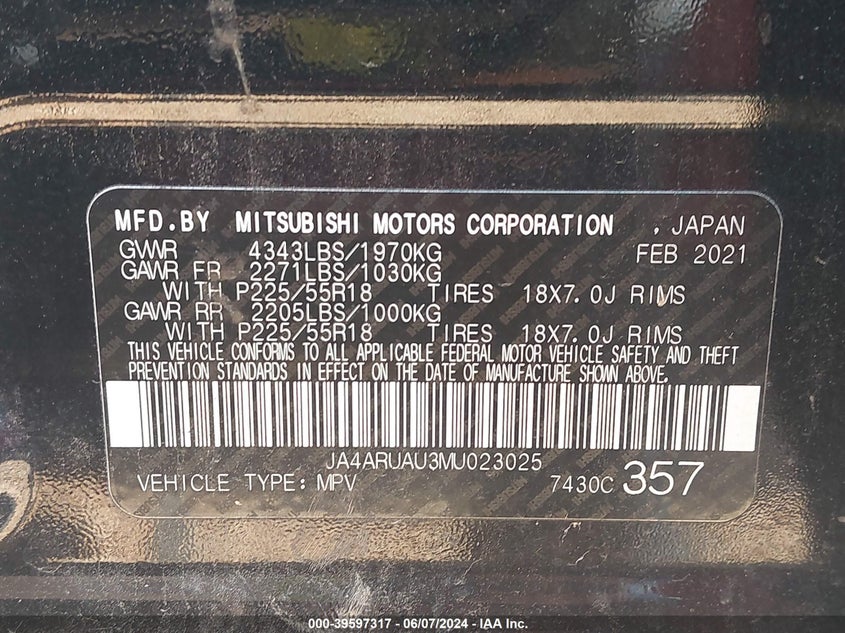 MFD.BY MITSUBISHI MOTORS CORPORATION , JAPAN
GVWR 4343LBS/1970KG FEB 2021
GAWR FR 2271LBS/1030KG
WITH P225/55R18 TIRES 18X7.0J RIMS
GAWR RR 2205LBS/1000KG
WITH P225/55R18 TIRES 18X7.0J RIMS
THIS VEHICLE CONFORMS TO ALL APPLICABLE FEDERAL MOTOR VEHICLE SAFETY AND THEFT
PREVENTION STANDARDS IN EFFECT ON THE DATE OF MANUFACTURE SHOWN ABOVE.
JA4ARUAU3MU023025
VEHICLE TYPE: MPV 7430C 357
000-39597317 - 06/07/2024 - IAA Inc.